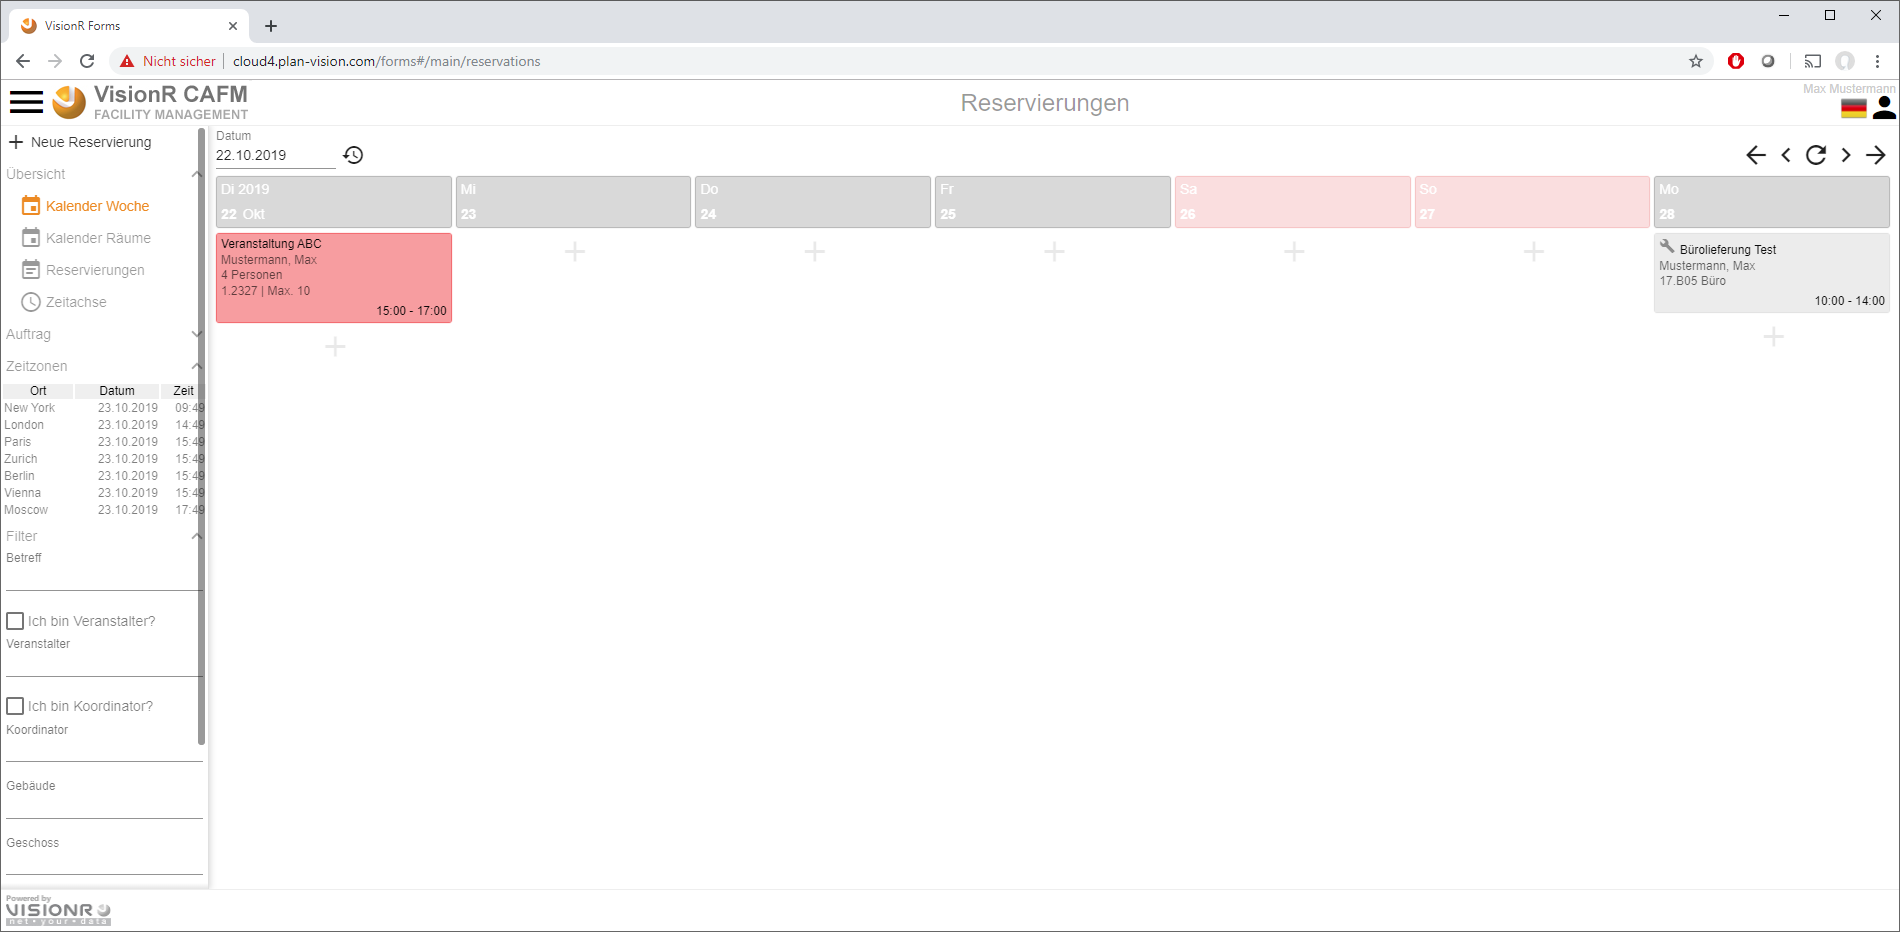 VisionR Forms
Nicht sicher
cloud4.plan-vision.com/forms#/main/reservations
VisionR CAFM
FACILITY MANAGEMENT
Reservierungen
Max Mustermann
Neue Reservierung
Übersicht
Kalender Woche
Kalender Räume
Reservierungen
Zeitachse
Auftrag
Zeitzonen
Ort Datum Zeit
New York 23.10.2019 09:49
London 23.10.2019 14:49
Paris 23.10.2019 15:49
Zurich 23.10.2019 15:49
Berlin 23.10.2019 15:49
Vienna 23.10.2019 15:49
Moscow 23.10.2019 17:49
Filter
Betreff
Ich bin Veranstalter?
Veranstalter
Ich bin Koordinator?
Koordinator
Gebäude
Geschoss
Datum
22.10.2019
Di 2019
22 Okt
Mi
23
Do
24
Fr
25
Sa
26
So
27
Mo
28
Veranstaltung ABC
Mustermann, Max
4 Personen
1.2327 | Max. 10
15:00 - 17:00
Bürolieferung Test
Mustermann, Max
17.B05 Büro
10:00 - 14:00
Powered by
VISIONR
net•your•data